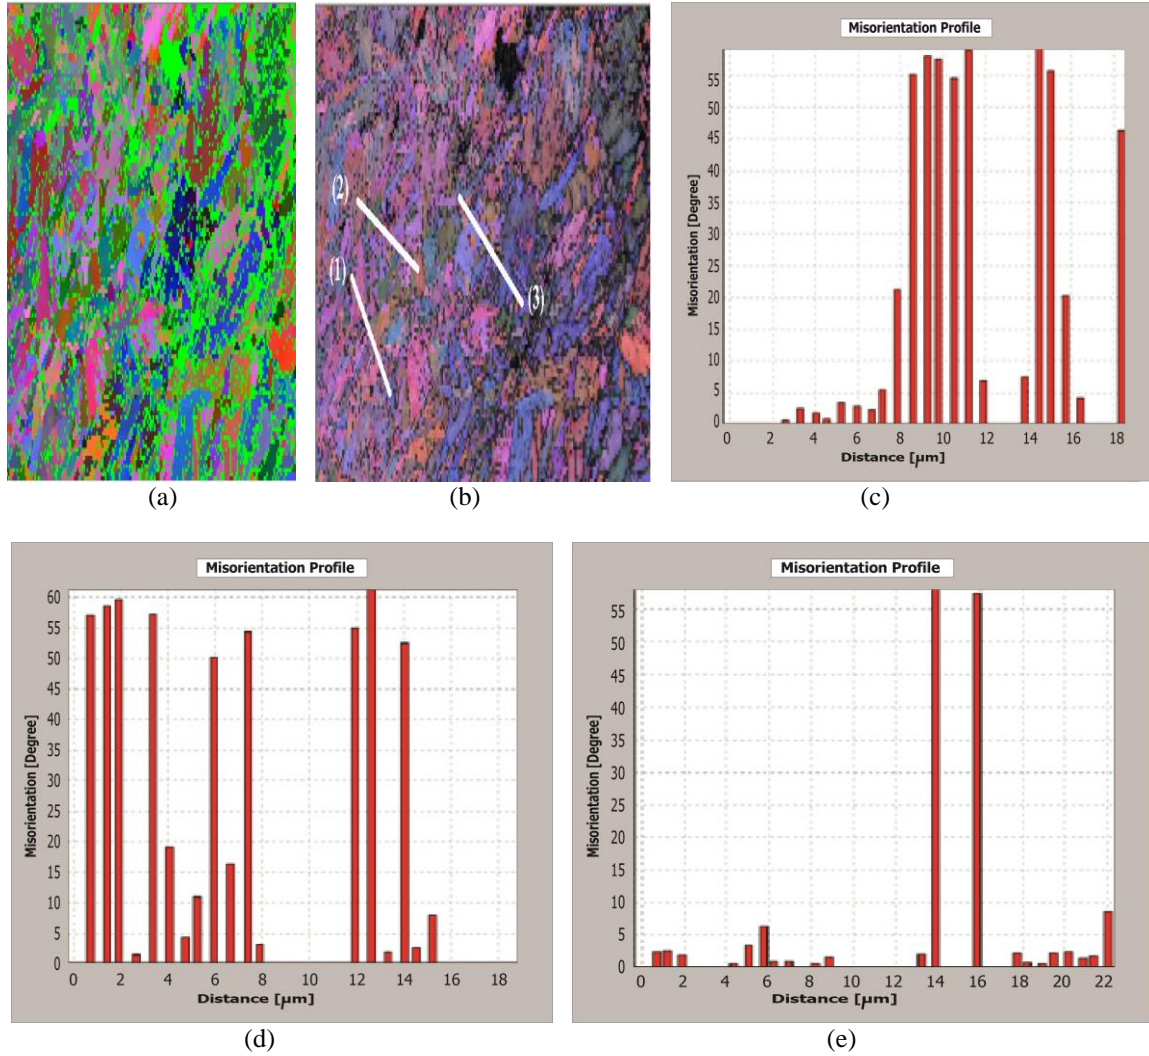 (2)
(1)
(3)
(a)
(b)
Misorientation Profile
Misorientation [Degree]
55
50
45
40
35
30
25
20
15
10
5
0
0 2 4 6 8 10 12 14 16 18
Distance [µm]
(c)
Misorientation Profile
Misorientation [Degree]
60
55
50
45
40
35
30
25
20
15
10
5
0
0 2 4 6 8 10 12 14 16 18
Distance [µm]
(d)
Misorientation Profile
Misorientation [Degree]
55
50
45
40
35
30
25
20
15
10
5
0
0 2 4 6 8 10 12 14 16 18 20 22
Distance [µm]
(e)